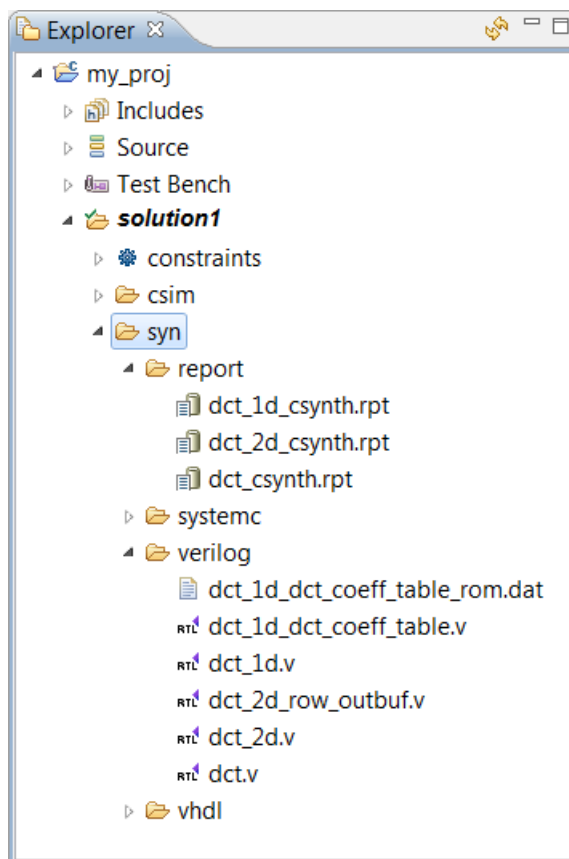 Explorer
my_proj
Includes
Source
Test Bench
solution1
constraints
csim
syn
report
dct_1d_csynth.rpt
dct_2d_csynth.rpt
dct_csynth.rpt
systemc
verilog
dct_1d_dct_coeff_table_rom.dat
RTL dct_1d_dct_coeff_table.v
RTL dct_1d.v
RTL dct_2d_row_outbuf.v
RTL dct_2d.v
RTL dct.v
vhdl